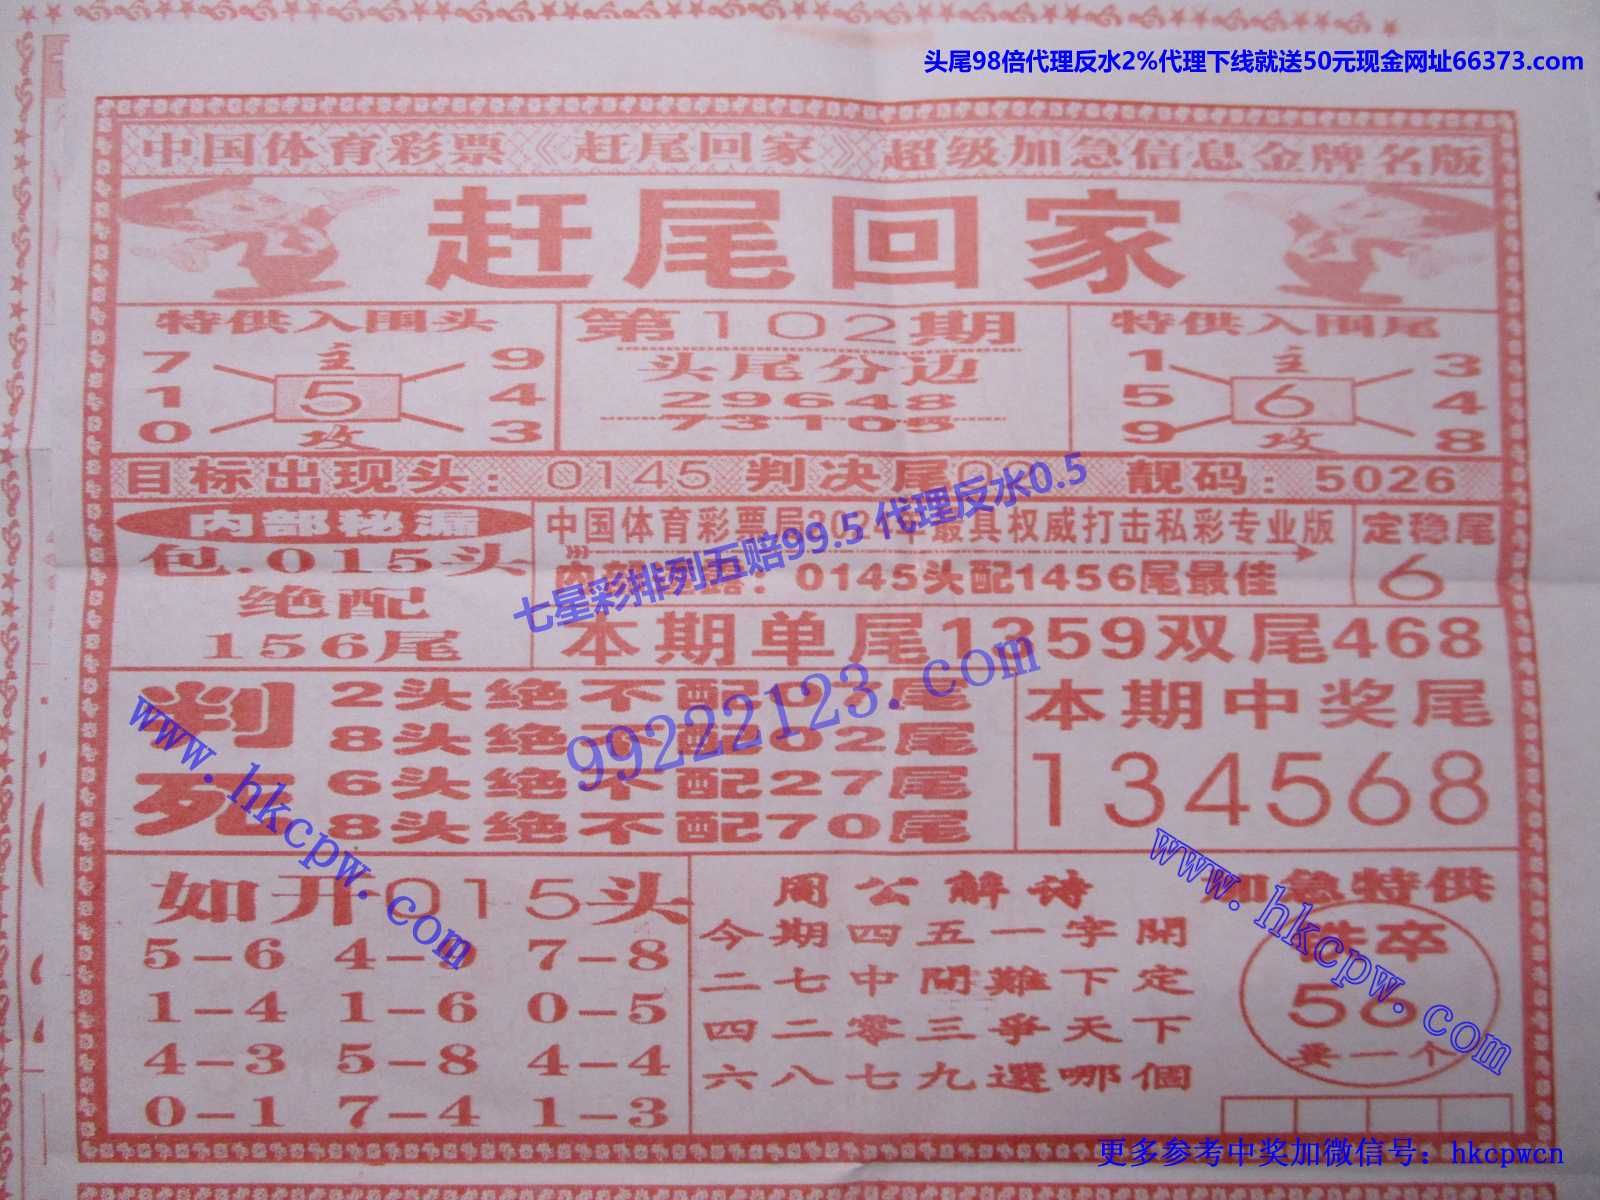 头尾98倍代理反水2%代理下线就送50元现金网址66373.com
中国体育彩票《赶尾回家》超级加急信息金牌名版
赶尾回家
特供入围头
7 主 9
1 5 4
0 攻 3
第102期
头尾分边
29648
73105
特供入围尾
1 主 3
5 6 4
9 攻 8
目标出现头：0145 判决尾0 靓码：5026
七星彩排列五赔99.5 代理反水0.5
内部秘漏
包.015头
绝配
156尾
中国体育彩票局 最具权威打击私彩专业版
0145头配1456尾最佳
定稳尾
6
本期单尾1359双尾468
99222123.com
判死
2头绝不配 尾
8头绝不配02尾
6头绝不配27尾
8头绝不配70尾
本期中奖尾
134568
www.hkcpw.com
如开015头
5-6 4-9 7-8
1-4 1-6 0-5
4-3 5-8 4-4
0-1 7-4 1-3
周公解诗
今期四五一字開
二七中間難下定
四二零三爭天下
六八七九選哪個
加急特供
卒
56
卖一个
www.hkcpw.com
更多参考中奖加微信号：hkcpwcn